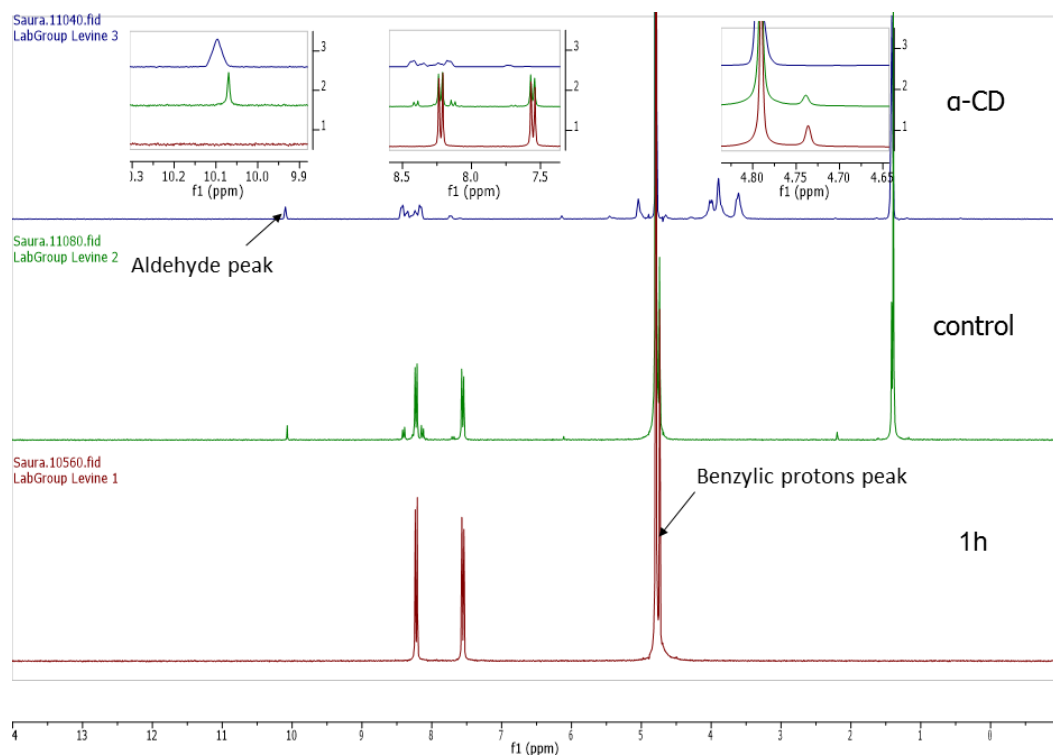 Saura.11040.fid
LabGroup Levine 3
3
2
1
0.3 10.2 10.1 10.0 9.9
f1 (ppm)
3
2
1
8.5 8.0 7.5
f1 (ppm)
3
2
1
4.80 4.75 4.70 4.65
f1 (ppm)
α-CD
Saura.11080.fid
LabGroup Levine 2
Aldehyde peak
control
Saura.10560.fid
LabGroup Levine 1
Benzylic protons peak
1h
4 13 12 11 10 9 8 7 6 5 4 3 2 1 0
f1 (ppm)